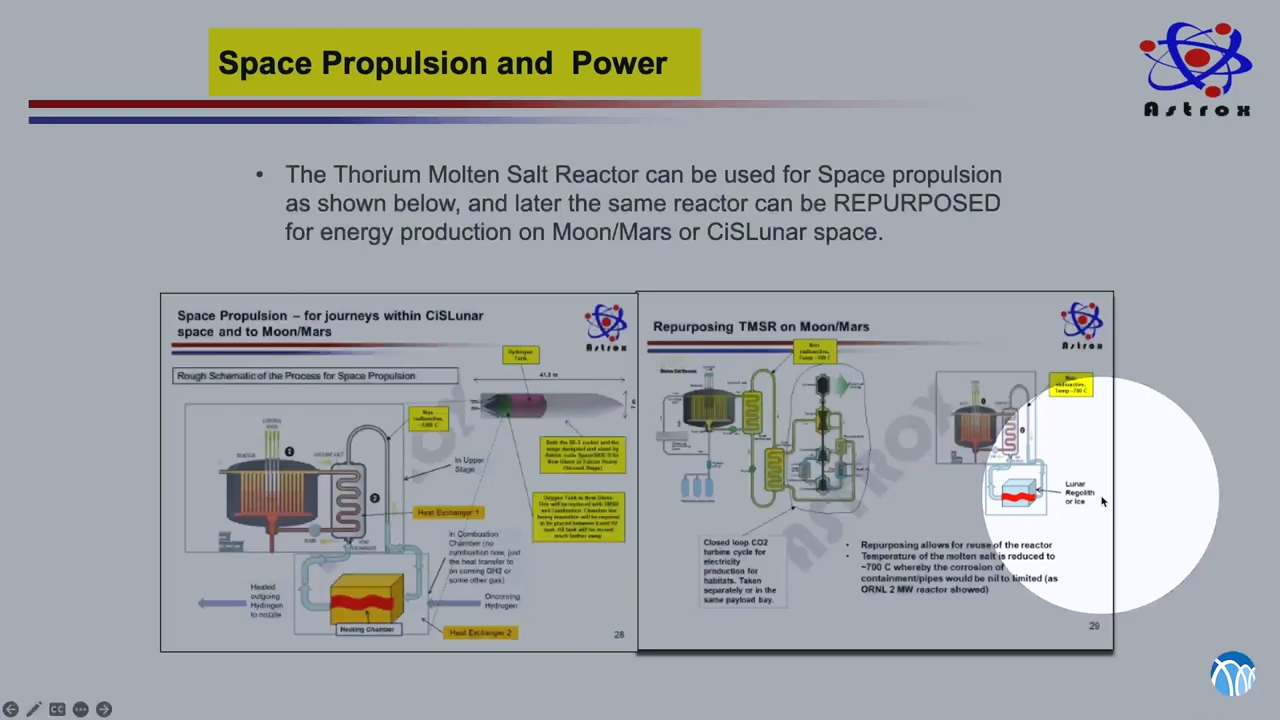 Space Propulsion and Power
Astrox
• The Thorium Molten Salt Reactor can be used for Space propulsion
as shown below, and later the same reactor can be REPURPOSED
for energy production on Moon/Mars or CiSLunar space.
Space Propulsion – for journeys within CiSLunar
space and to Moon/Mars
Astrox
Rough Schematic of the Process for Space Propulsion
Hydrogen
Tank
In Upper
Stage
Heat Exchanger 1
In Combustion
Chamber (no
combustion now, just
the heat transfer to
on coming GH2 or
some other gas)
Heated
outgoing
Hydrogen
to nozzle
Oncoming
Hydrogen
Heating Chamber
Heat Exchanger 2
28
Repurposing TMSR on Moon/Mars
Astrox
Closed loop CO2
turbine cycle for
electricity
production for
habitats. Taken
separately or in the
same payload bay.
Lunar
Regolith
or Ice
• Repurposing allows for reuse of the reactor
• Temperature of the molten salt is reduced to
~700 C whereby the corrosion of
containment/pipes would be nil to limited (as
ORNL 2 MW reactor showed)
29
ASTROX
CC